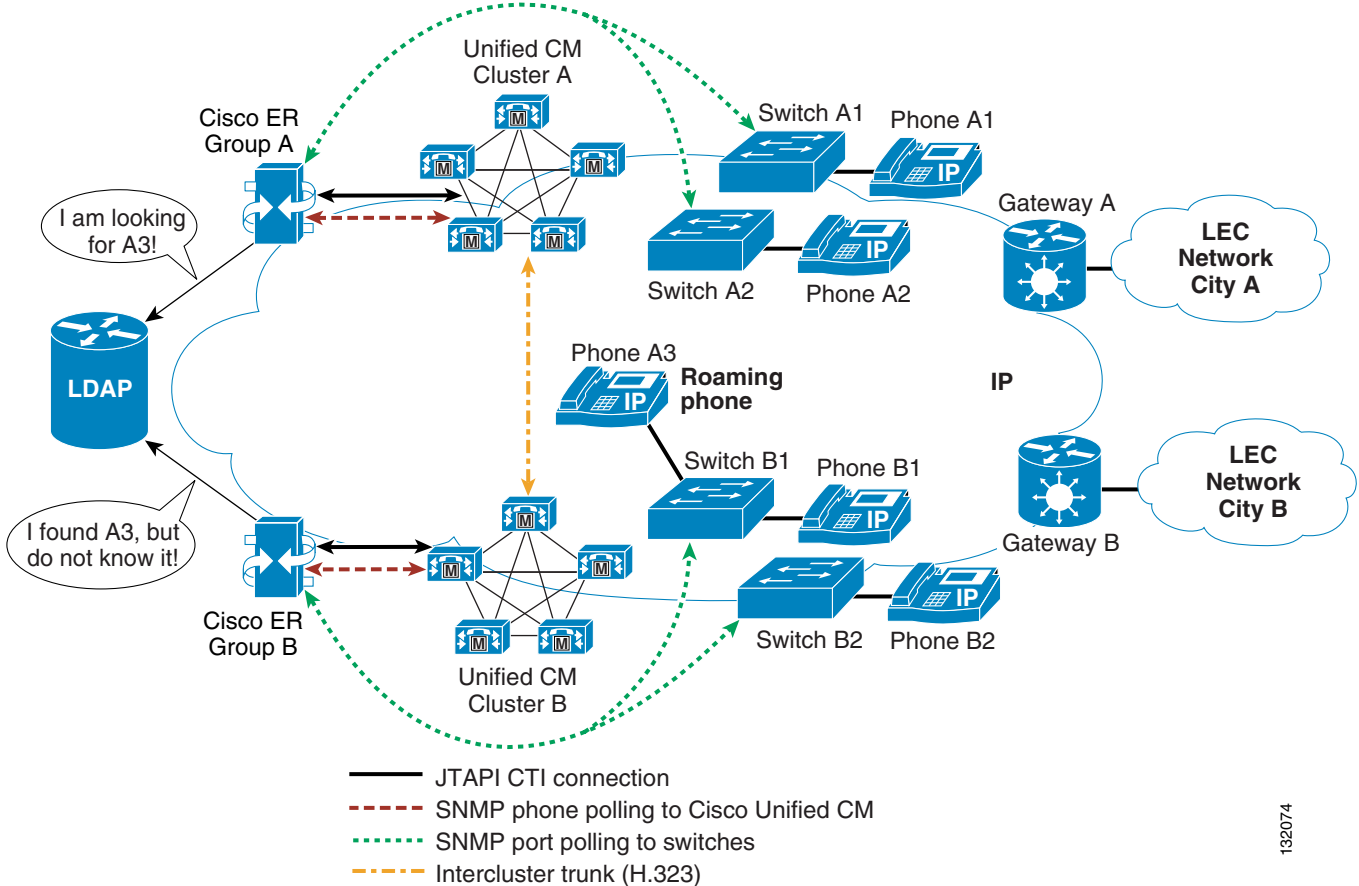 Unified CM
Cluster A
Cisco ER
Group A
Switch A1
Phone A1
M
M
M
M
M
IP
I am looking
for A3!
Gateway A
LEC
Network
City A
IP
Switch A2
Phone A2
LDAP
Phone A3
Roaming
phone
IP
IP
Switch B1
Phone B1
IP
LEC
Network
City B
I found A3, but
do not know it!
Gateway B
M
M
M
M
M
IP
Cisco ER
Group B
Switch B2
Phone B2
Unified CM
Cluster B
JTAPI CTI connection
SNMP phone polling to Cisco Unified CM
SNMP port polling to switches
Intercluster trunk (H.323)
132074